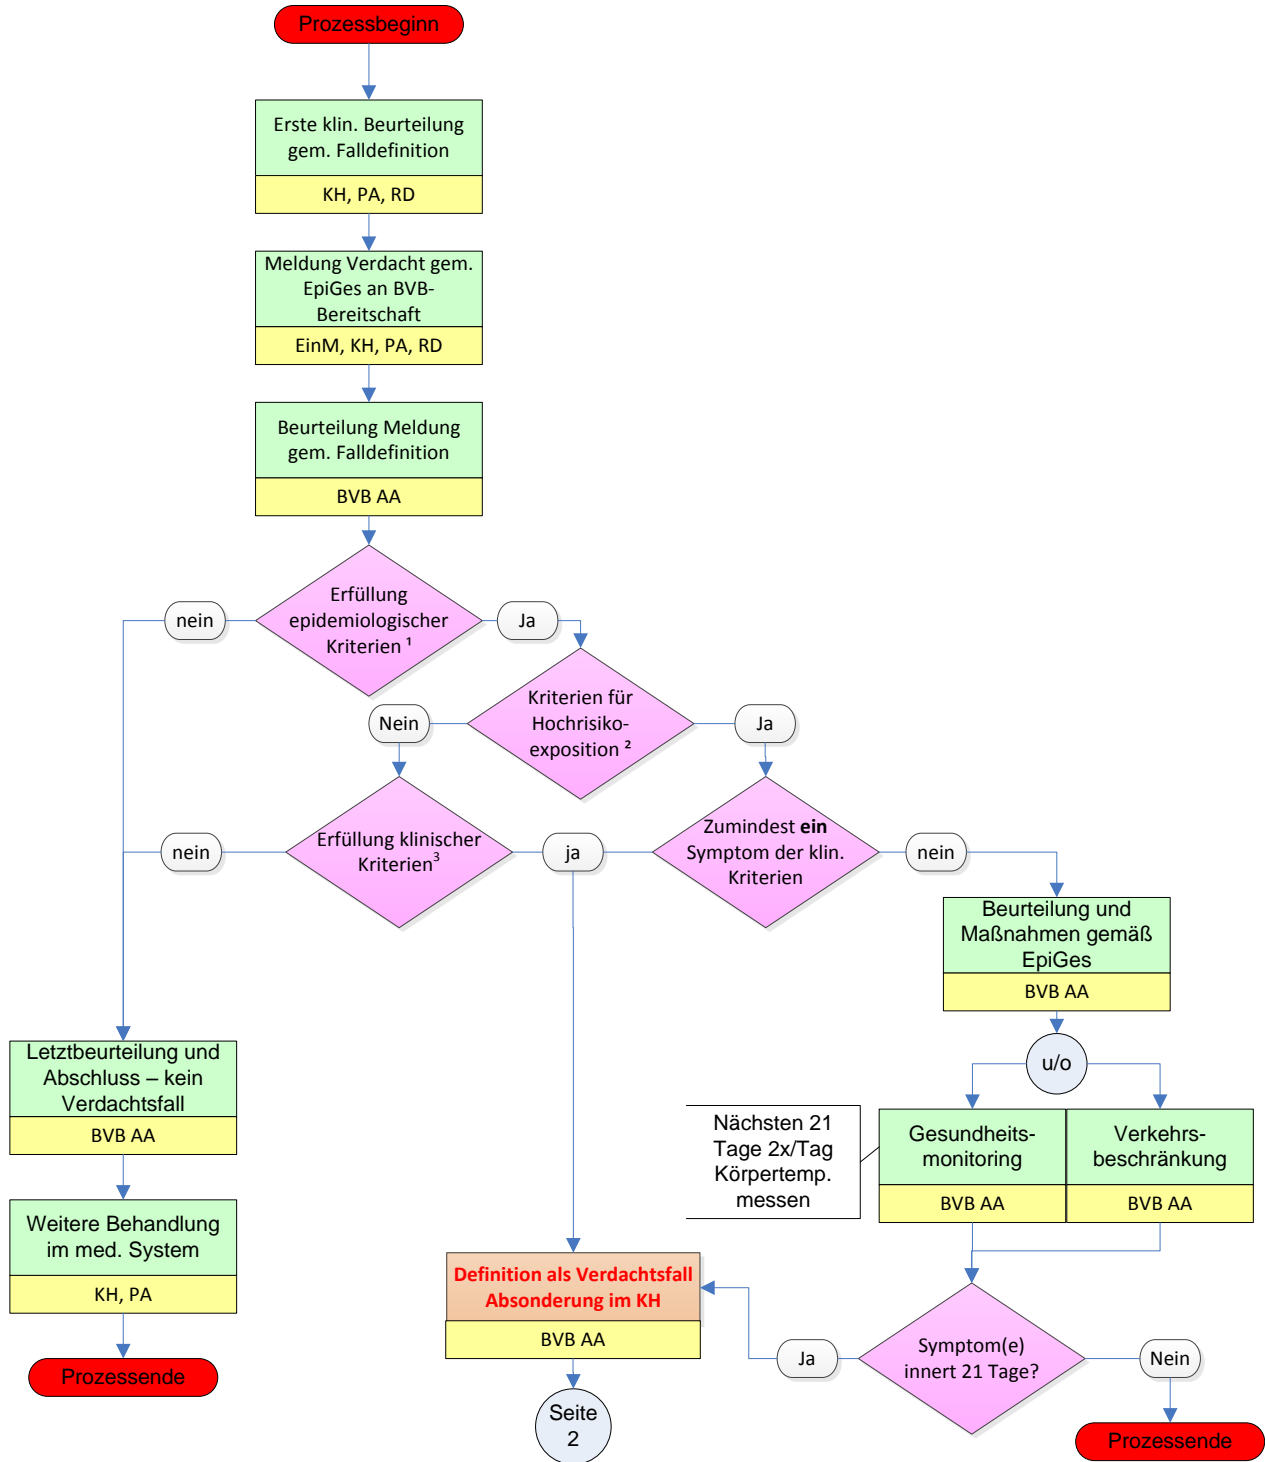 Prozessbeginn
Erste klin. Beurteilung
gem. Falldefinition
KH, PA, RD
Meldung Verdacht gem.
EpiGes an BVB-
Bereitschaft
EinM, KH, PA, RD
Beurteilung Meldung
gem. Falldefinition
BVB AA
Erfüllung
epidemiologischer
Kriterien ¹
nein
Ja
Kriterien für
Hochrisiko-
exposition ²
Nein
Ja
Erfüllung klinischer
Kriterien³
nein
ja
Zumindest ein
Symptom der klin.
Kriterien
nein
Beurteilung und
Maßnahmen gemäß
EpiGes
BVB AA
u/o
Letztbeurteilung und
Abschluss – kein
Verdachtsfall
BVB AA
Nächsten 21
Tage 2x/Tag
Körpertemp.
messen
Gesundheits-
monitoring
BVB AA
Verkehrs-
beschränkung
BVB AA
Weitere Behandlung
im med. System
KH, PA
Prozessende
Definition als Verdachtsfall
Absonderung im KH
BVB AA
Seite
2
Ja
Symptom(e)
innert 21 Tage?
Nein
Prozessende